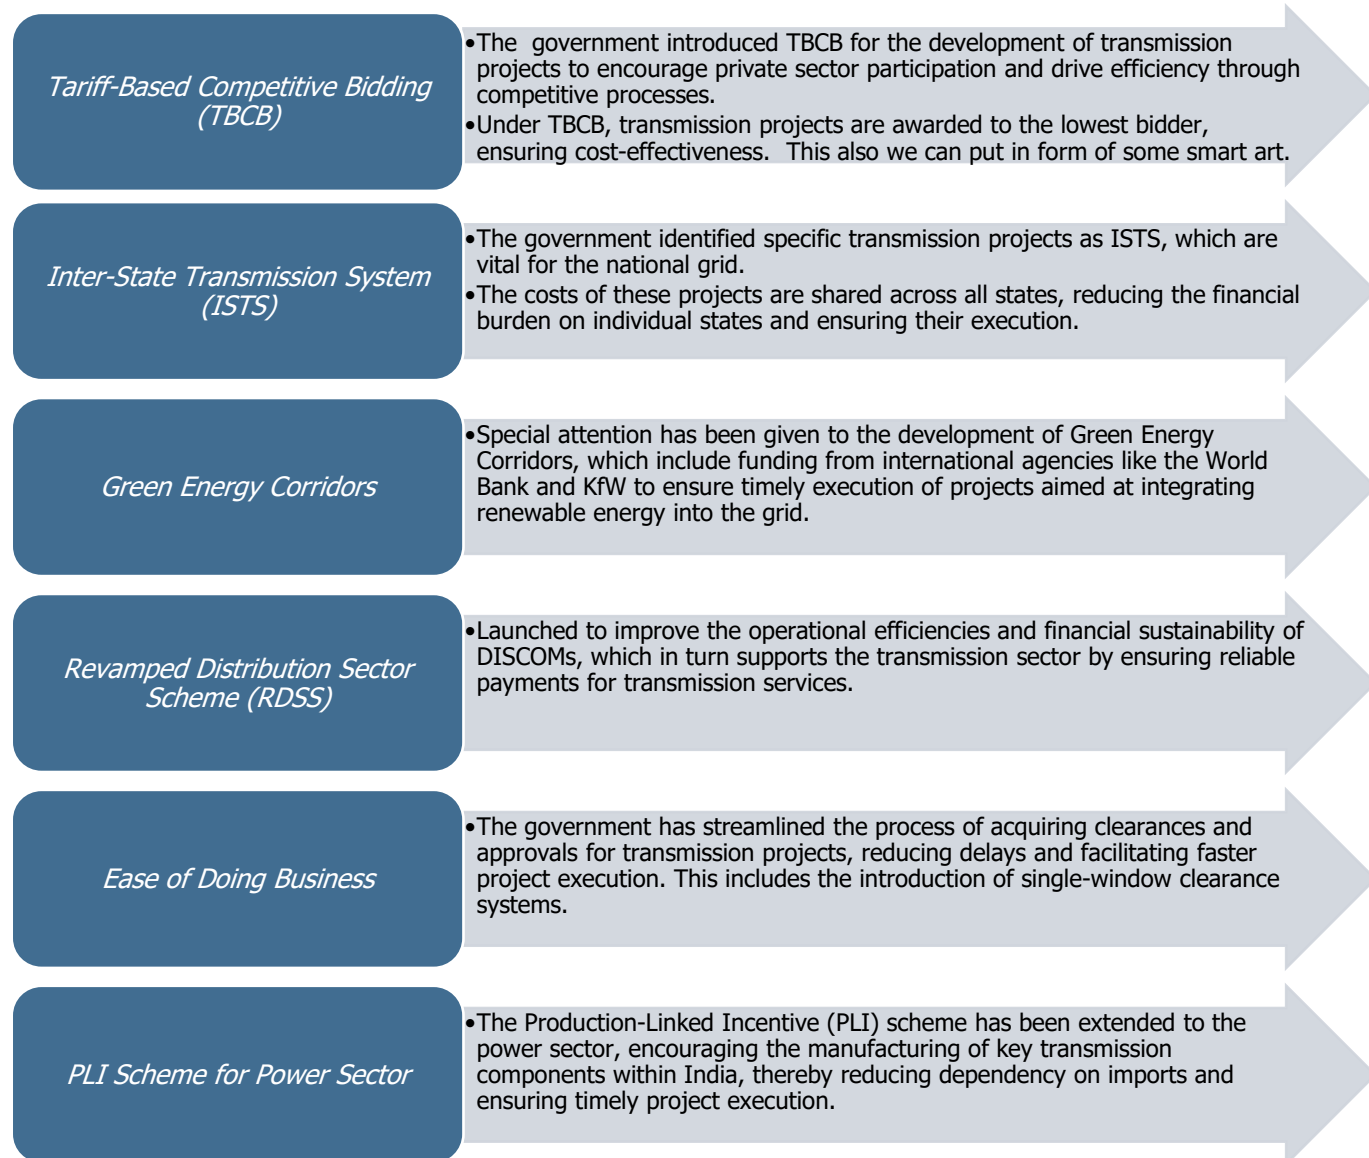 Tariff-Based Competitive Bidding
(TBCB)
•The  government introduced TBCB for the development of transmission
projects to encourage private sector participation and drive efficiency through
competitive processes.
•Under TBCB, transmission projects are awarded to the lowest bidder,
ensuring cost-effectiveness.  This also we can put in form of some smart art.
Inter-State Transmission System
(ISTS)
•The government identified specific transmission projects as ISTS, which are
vital for the national grid.
•The costs of these projects are shared across all states, reducing the financial
burden on individual states and ensuring their execution.
Green Energy Corridors
•Special attention has been given to the development of Green Energy
Corridors, which include funding from international agencies like the World
Bank and KfW to ensure timely execution of projects aimed at integrating
renewable energy into the grid.
Revamped Distribution Sector
Scheme (RDSS)
•Launched to improve the operational efficiencies and financial sustainability of
DISCOMs, which in turn supports the transmission sector by ensuring reliable
payments for transmission services.
Ease of Doing Business
•The government has streamlined the process of acquiring clearances and
approvals for transmission projects, reducing delays and facilitating faster
project execution. This includes the introduction of single-window clearance
systems.
PLI Scheme for Power Sector
•The Production-Linked Incentive (PLI) scheme has been extended to the
power sector, encouraging the manufacturing of key transmission
components within India, thereby reducing dependency on imports and
ensuring timely project execution.